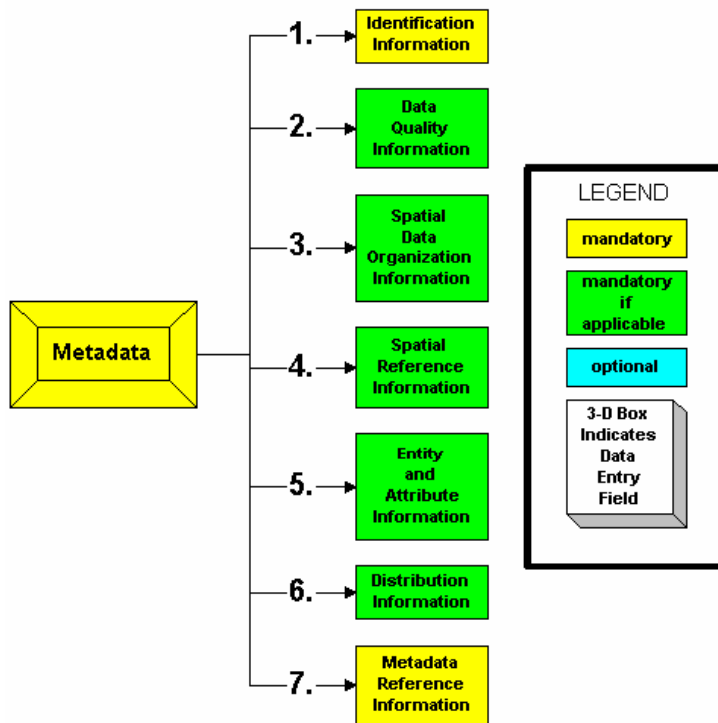 Metadata
1.
Identification
Information
2.
Data
Quality
Information
3.
Spatial
Data
Organization
Information
4.
Spatial
Reference
Information
5.
Entity
and
Attribute
Information
6.
Distribution
Information
7.
Metadata
Reference
Information
LEGEND
mandatory
mandatory
if
applicable
optional
3-D Box
Indicates
Data
Entry
Field